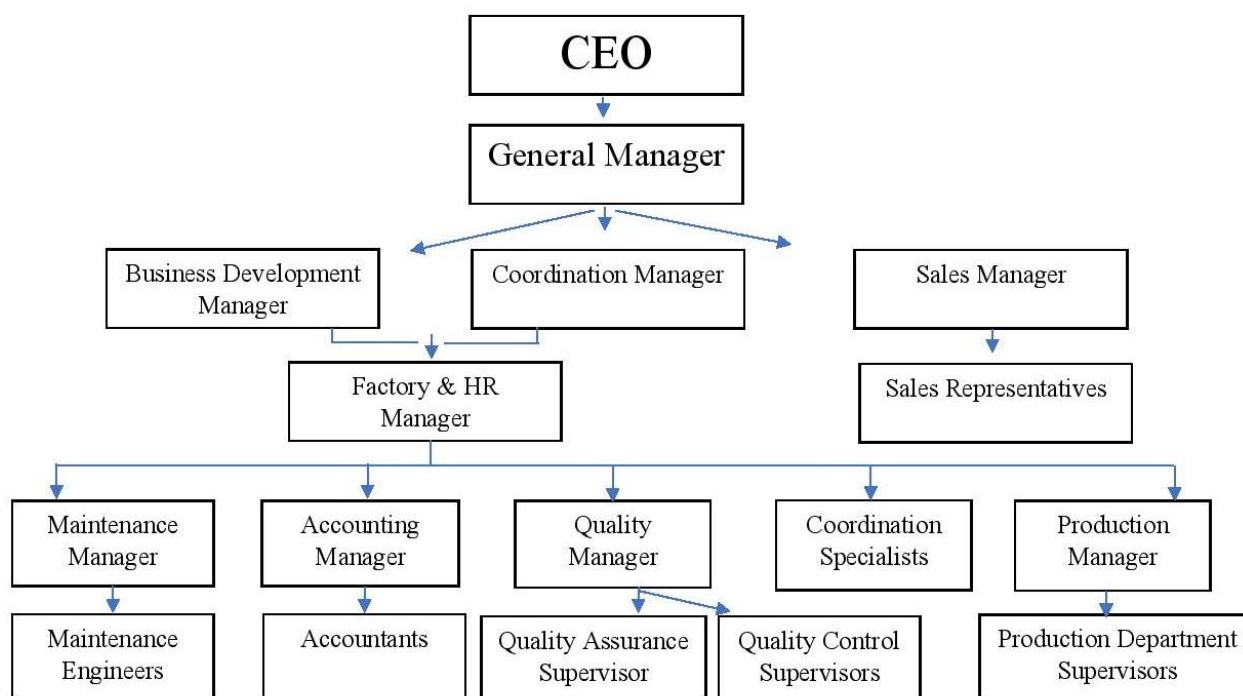 CEO
General Manager
Business Development
Manager
Coordination Manager
Sales Manager
Factory & HR
Manager
Sales Representatives
Maintenance
Manager
Accounting
Manager
Quality
Manager
Coordination
Specialists
Production
Manager
Maintenance
Engineers
Accountants
Quality Assurance
Supervisor
Quality Control
Supervisors
Production Department
Supervisors